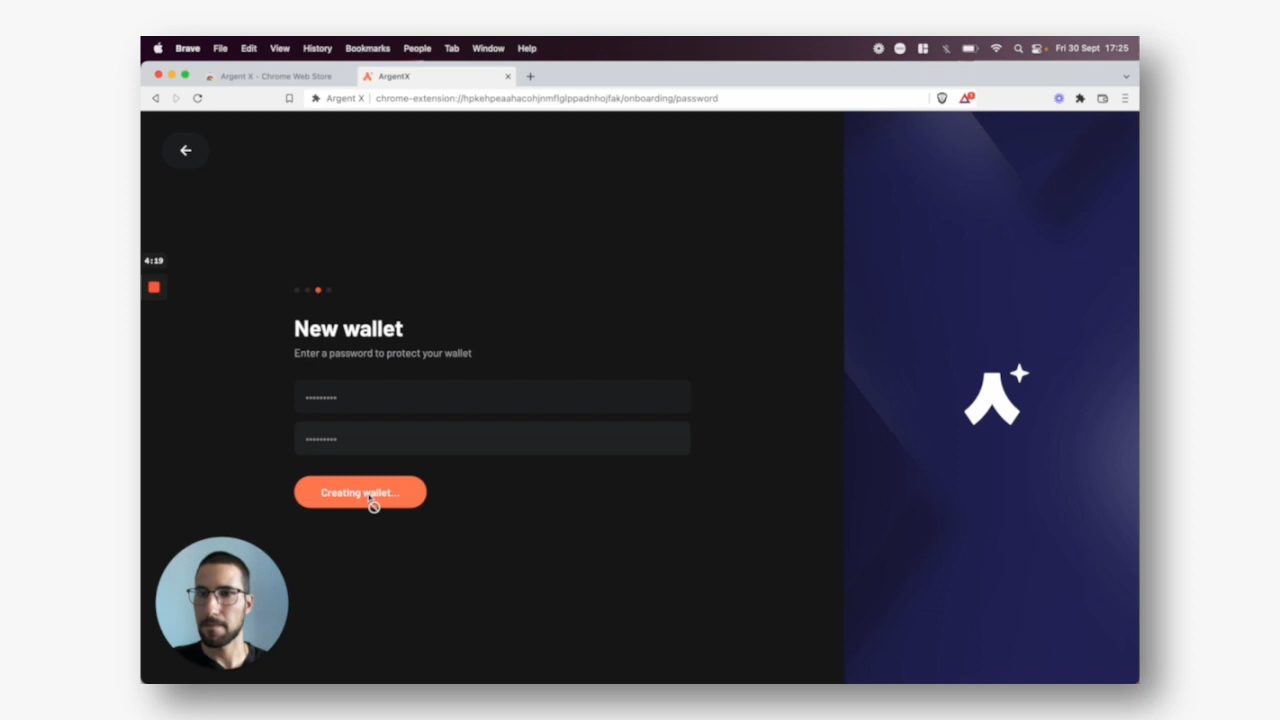 Brave File Edit View History Bookmarks People Tab Window Help Fri 30 Sept 17:25
Argent X - Chrome Web Store ArgentX
Argent X chrome-extension://hpkehpeaahacohjnmflglppadnhojfak/onboarding/password
4:19
New wallet
Enter a password to protect your wallet
•••••••••
•••••••••
Creating wallet...